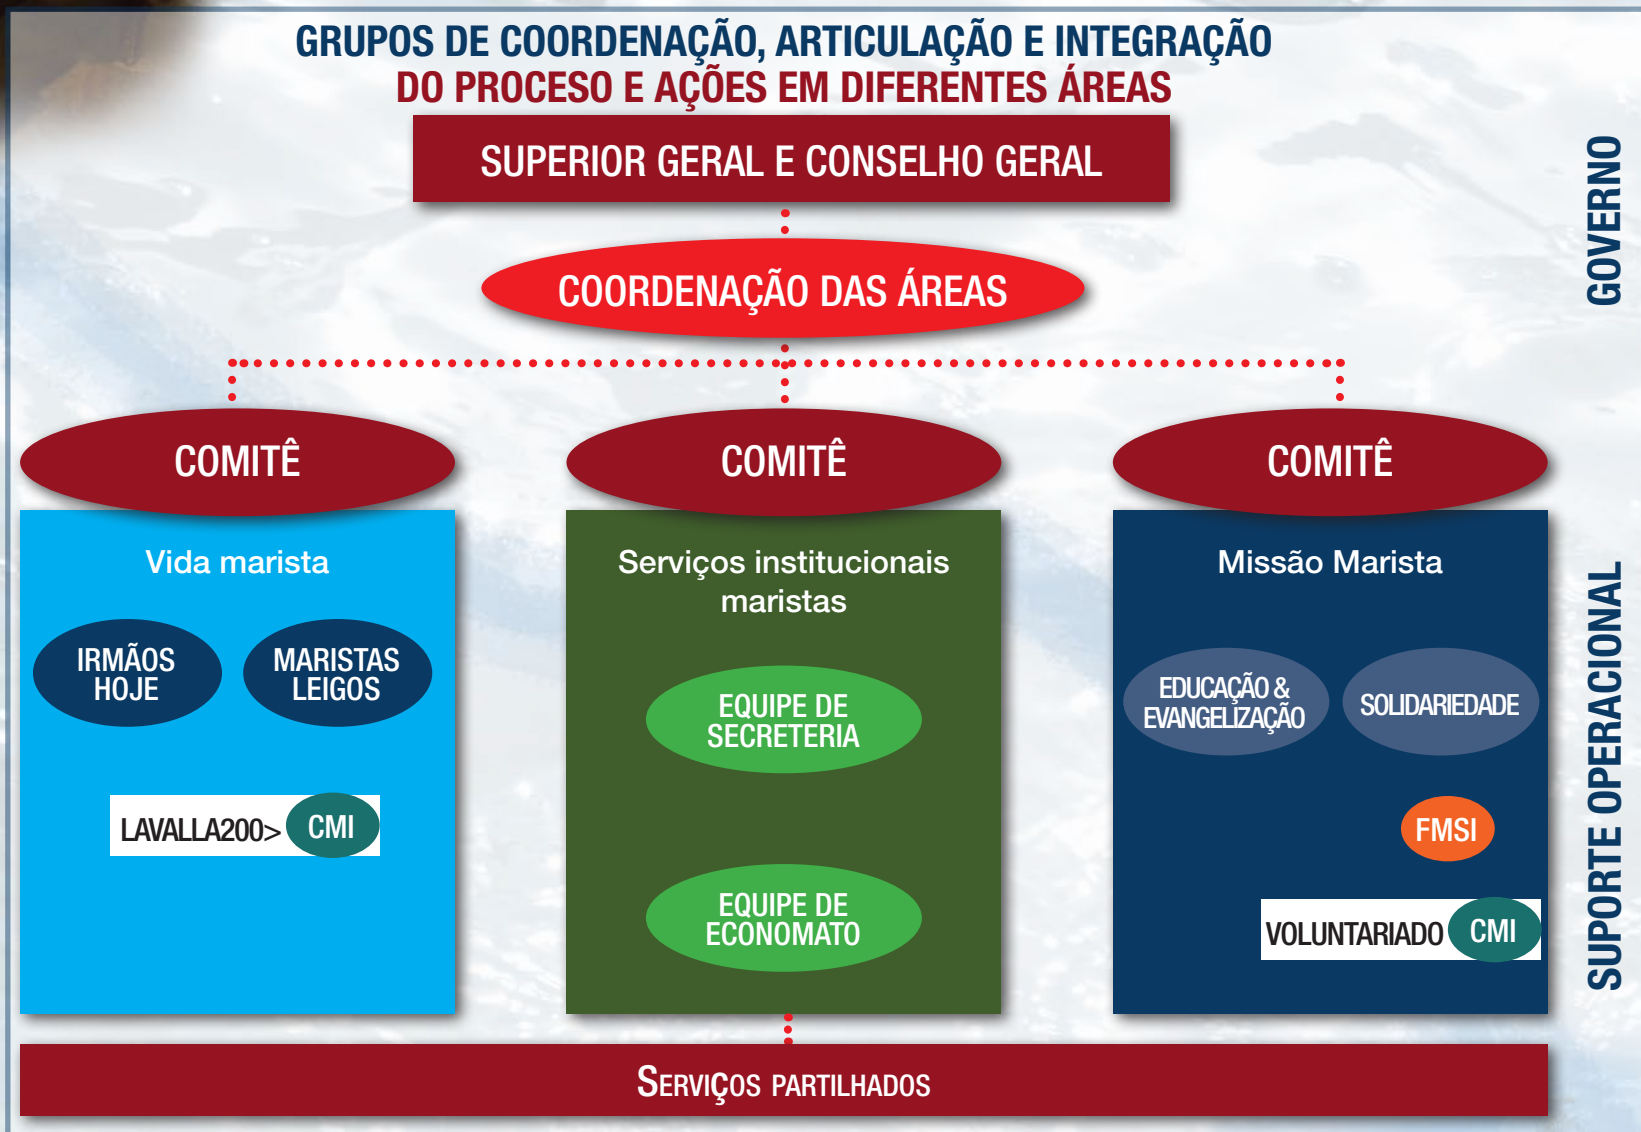 GRUPOS DE COORDENAÇÃO, ARTICULAÇÃO E INTEGRAÇÃO
DO PROCESO E AÇÕES EM DIFERENTES ÁREAS
SUPERIOR GERAL E CONSELHO GERAL
COORDENAÇÃO DAS ÁREAS
GOVERNO
COMITÊ
Vida marista
IRMÃOS
HOJE
MARISTAS
LEIGOS
LAVALLA200> CMI
COMITÊ
Serviços institucionais
maristas
EQUIPE DE
SECRETERIA
EQUIPE DE
ECONOMATO
COMITÊ
Missão Marista
EDUCAÇÃO &
EVANGELIZAÇÃO
SOLIDARIEDADE
FMSI
VOLUNTARIADO CMI
SUPORTE OPERACIONAL
SERVIÇOS PARTILHADOS